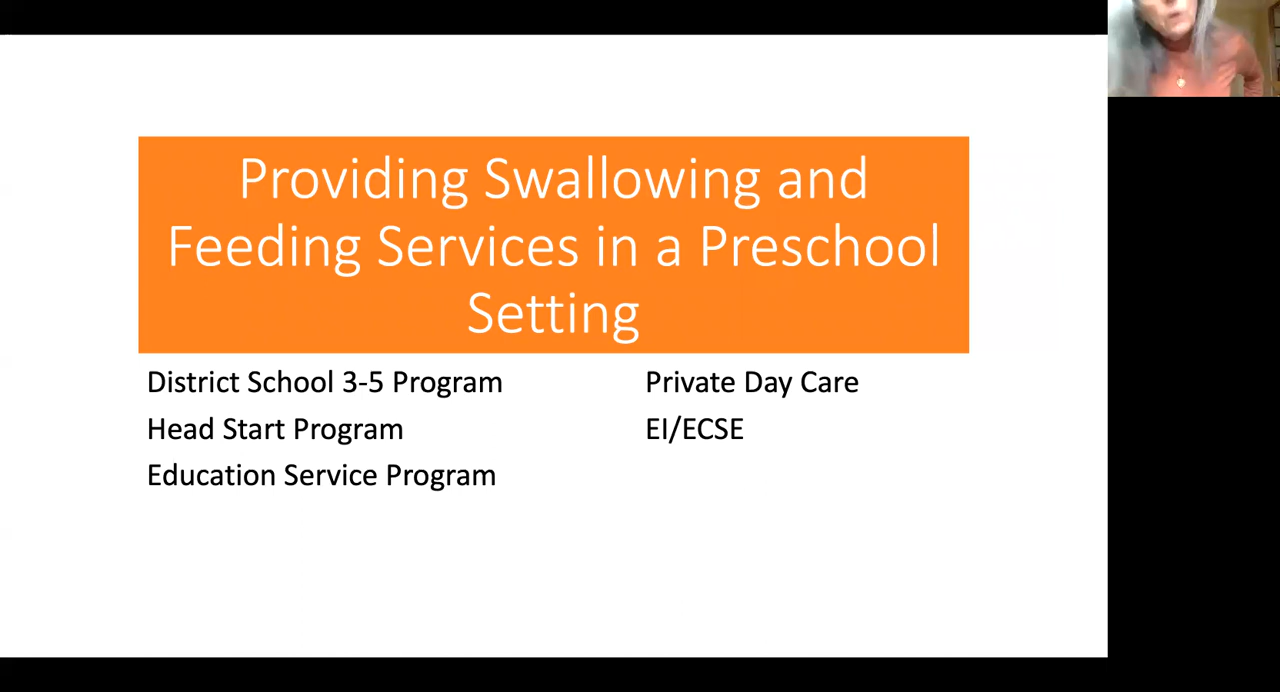 Providing Swallowing and
Feeding Services in a Preschool
Setting
District School 3-5 Program
Head Start Program
Education Service Program
Private Day Care
EI/ECSE